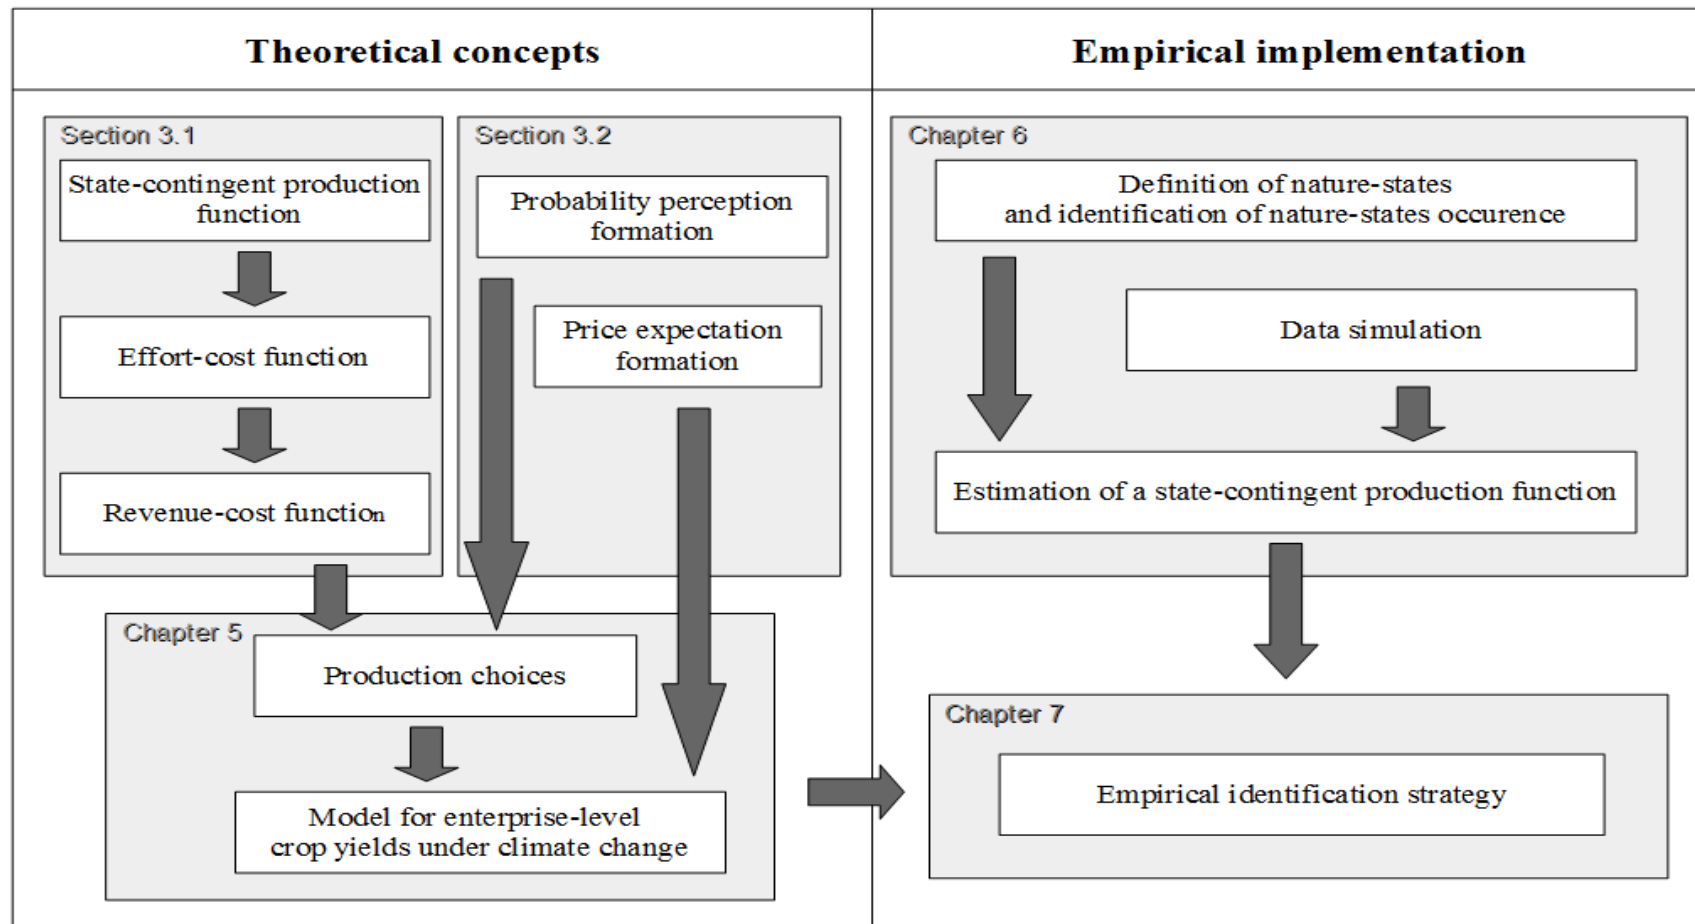 Theoretical concepts
Empirical implementation
Section 3.1
State-contingent production
function
Effort-cost function
Revenue-cost function
Section 3.2
Probability perception
formation
Price expectation
formation
Chapter 5
Production choices
Model for enterprise-level
crop yields under climate change
Chapter 6
Definition of nature-states
and identification of nature-states occurence
Data simulation
Estimation of a state-contingent production function
Chapter 7
Empirical identification strategy